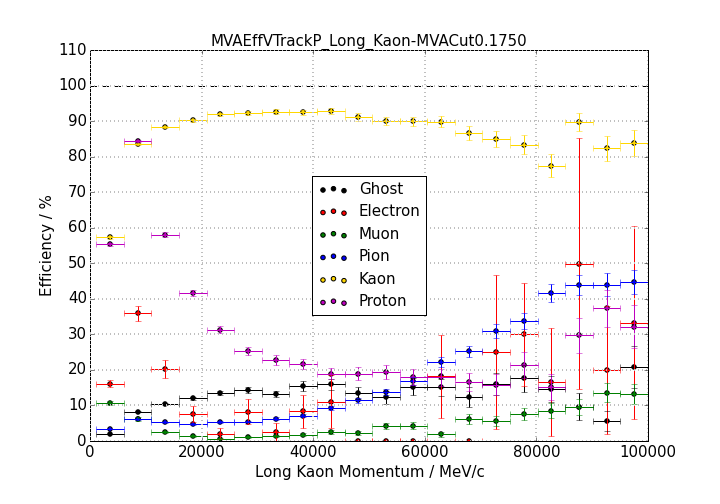 MVAEffVTrackP_Long_Kaon-MVACut0.1750
110
100
90
80
70
60
50
40
30
20
10
0
Efficiency / %
Ghost
Electron
Muon
Pion
Kaon
Proton
0 20000 40000 60000 80000 100000
Long Kaon Momentum / MeV/c